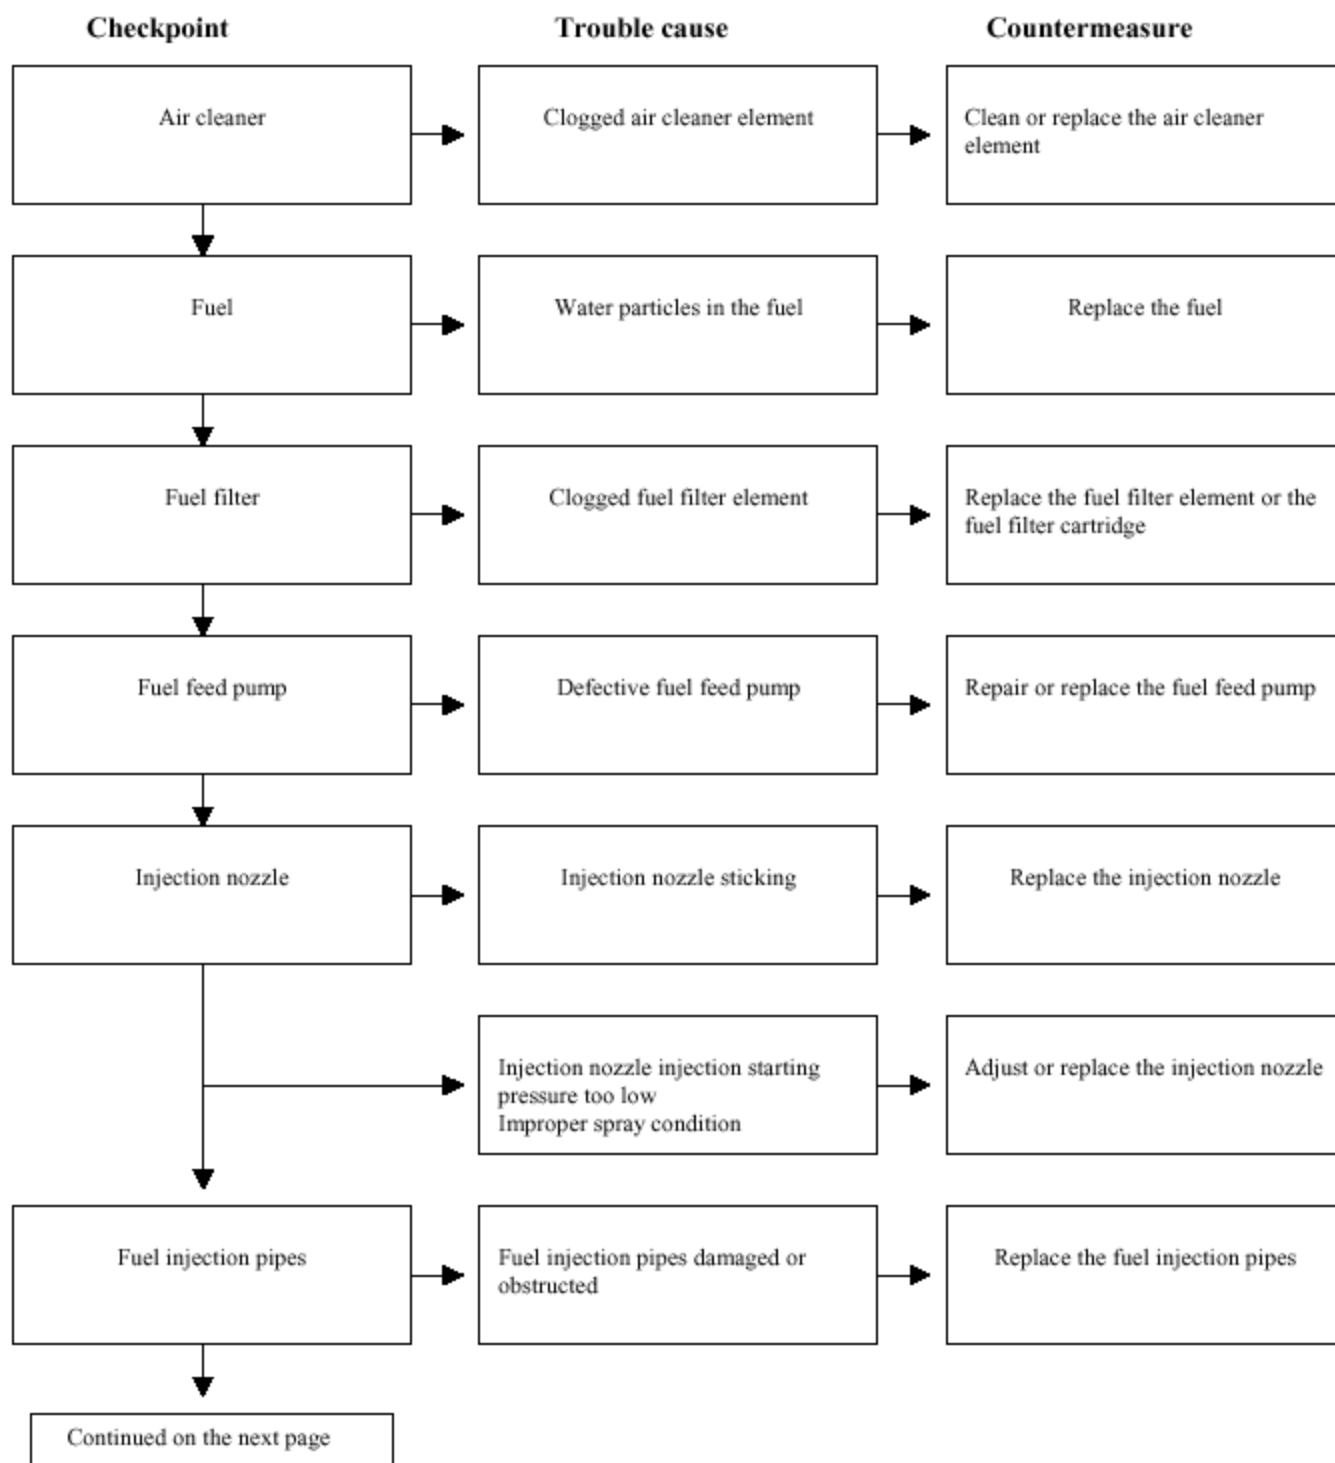 Checkpoint
Trouble cause
Countermeasure
Air cleaner
Clogged air cleaner element
Clean or replace the air cleaner
element
Fuel
Water particles in the fuel
Replace the fuel
Fuel filter
Clogged fuel filter element
Replace the fuel filter element or the
fuel filter cartridge
Fuel feed pump
Defective fuel feed pump
Repair or replace the fuel feed pump
Injection nozzle
Injection nozzle sticking
Replace the injection nozzle
Injection nozzle injection starting
pressure too low
Improper spray condition
Adjust or replace the injection nozzle
Fuel injection pipes
Fuel injection pipes damaged or
obstructed
Replace the fuel injection pipes
Continued on the next page